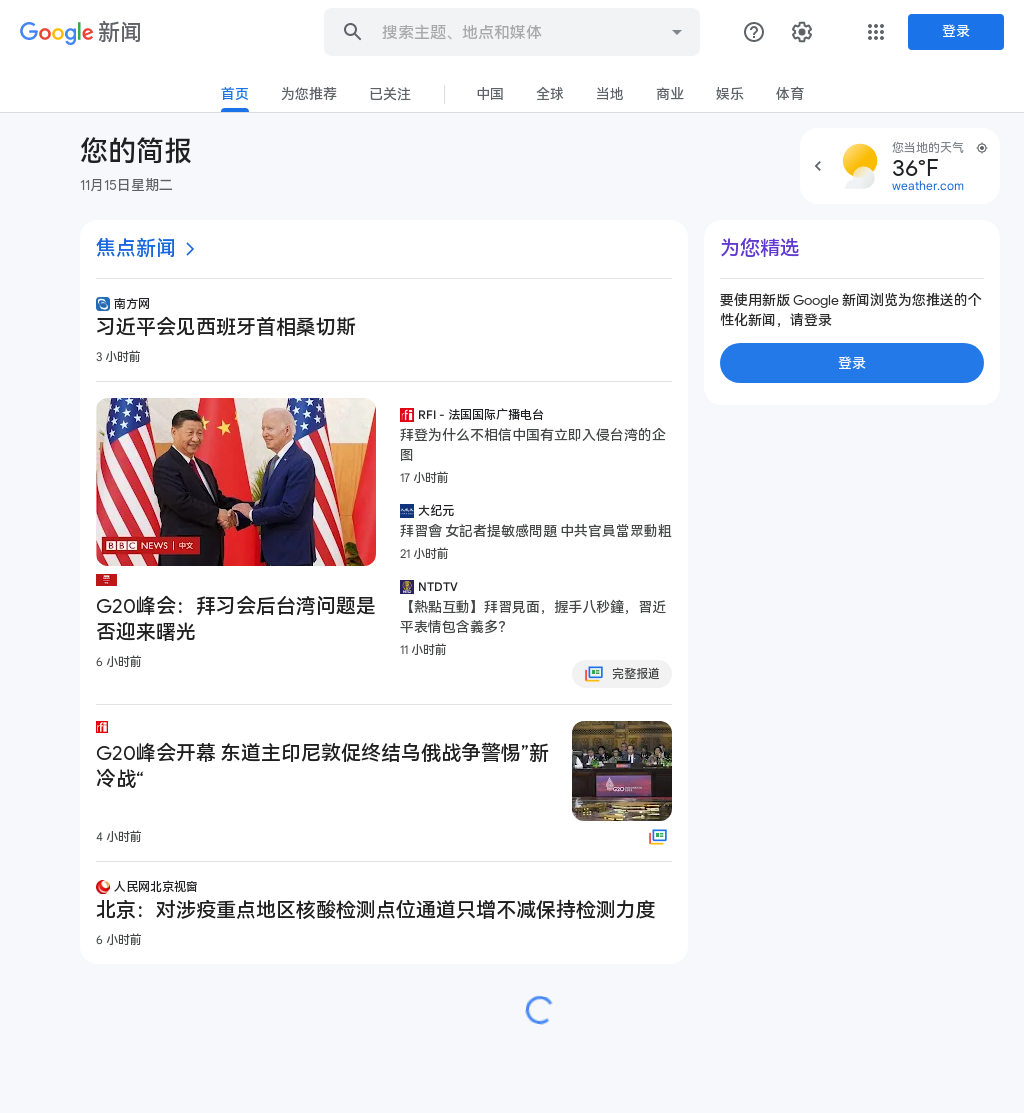 Google 新闻
搜索主题、地点和媒体
登录
首页
为您推荐
已关注
中国
全球
当地
商业
娱乐
体育
您的简报
11月15日星期二
您当地的天气
36°F
weather.com
焦点新闻
南方网
习近平会见西班牙首相桑切斯
3 小时前
BBC NEWS | 中文
G20峰会：拜习会后台湾问题是
否迎来曙光
6 小时前
RFI - 法国国际广播电台
拜登为什么不相信中国有立即入侵台湾的企
图
17 小时前
大纪元
拜習會 女記者提敏感問題 中共官員當眾動粗
21 小时前
NTDTV
【熱點互動】拜習見面，握手八秒鐘，習近
平表情包含義多？
11 小时前
完整报道
rfi
G20峰会开幕 东道主印尼敦促终结乌俄战争警惕”新
冷战“
G20
4 小时前
人民网北京视窗
北京：对涉疫重点地区核酸检测点位通道只增不减保持检测力度
6 小时前
为您精选
要使用新版 Google 新闻浏览为您推送的个
性化新闻，请登录
登录